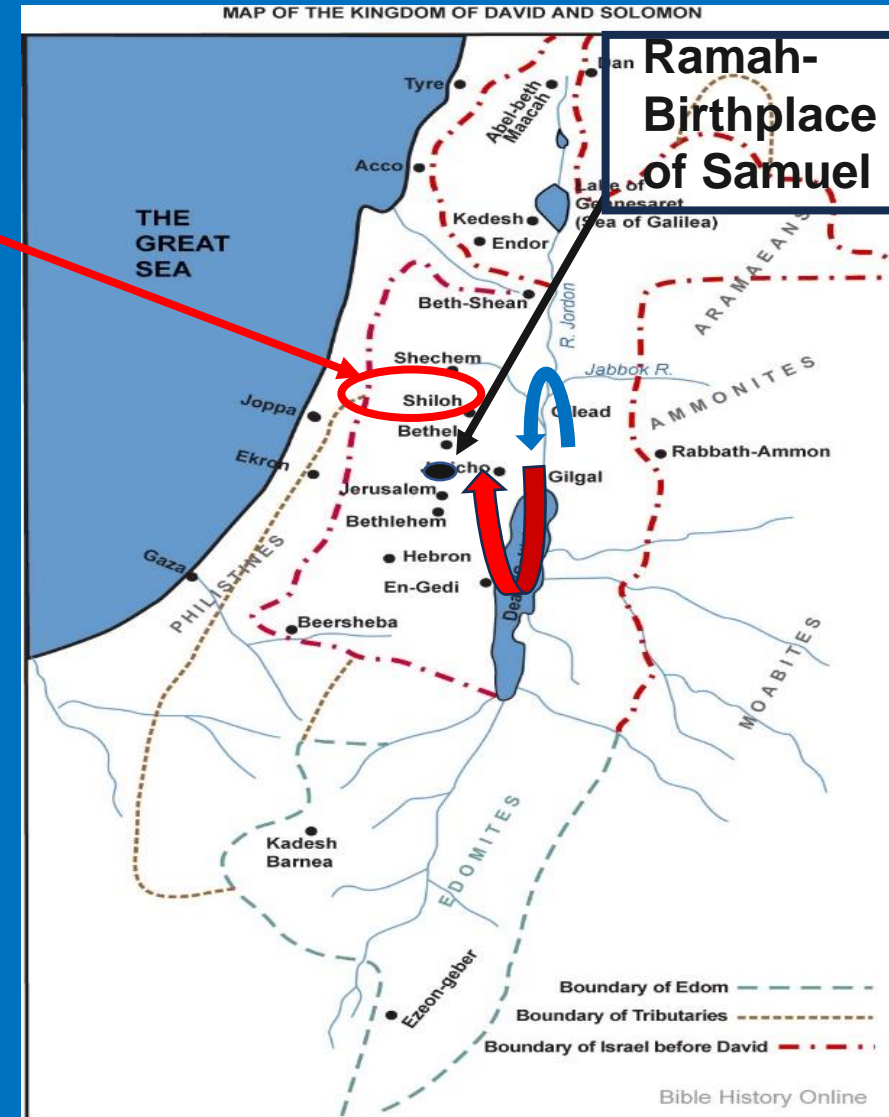 MAP OF THE KINGDOM OF DAVID AND SOLOMON
Ramah-
Birthplace
of Samuel
Dan
Tyre
Abel-beth
Maacah
Acco
Lake of
Gennesaret
(Sea of Galilea)
THE
GREAT
SEA
Kedesh
Endor
ARAMAEANS
Beth-Shean
R. Jordon
Shechem
Jabbok R.
Shiloh
Joppa
Gilead
AMMONITES
Bethel
Rabbath-Ammon
Ekron
Gilgal
Jerusalem
Bethlehem
Gaza
PHILISTINES
Hebron
En-Gedi
Beersheba
MOABITES
EDOMITES
Kadesh
Barnea
Ezeon-geber
Boundary of Edom
Boundary of Tributaries
Boundary of Israel before David
Bible History Online